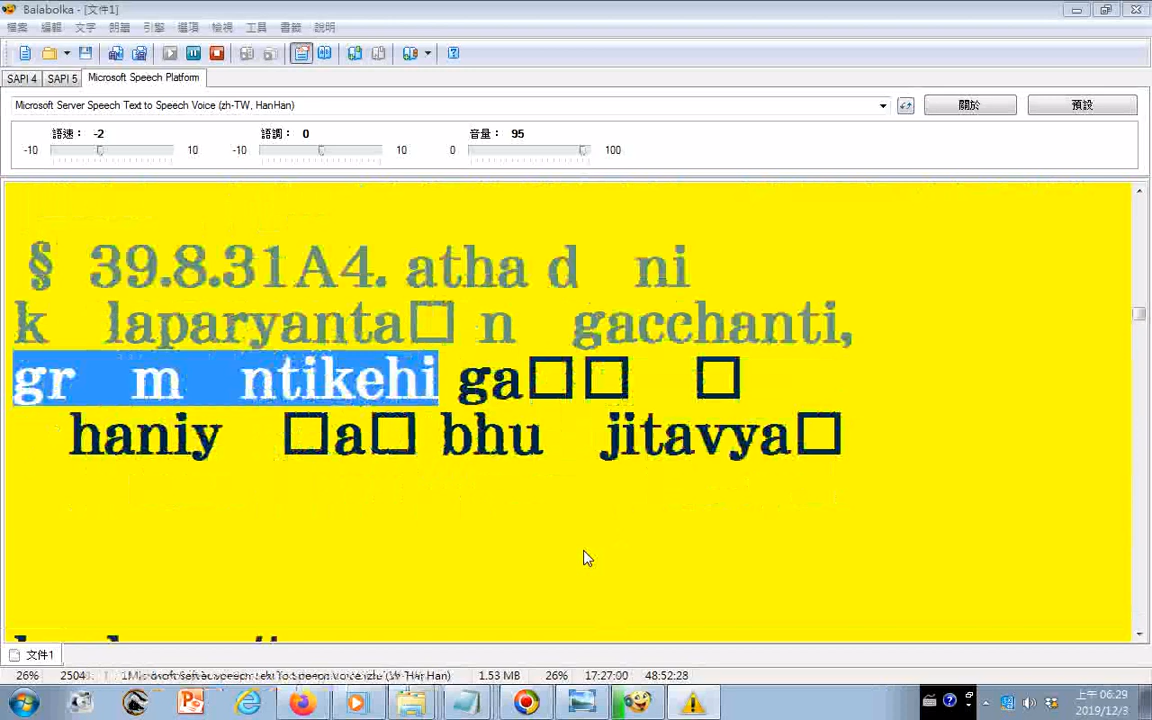 Balabolka - [文件1]
檔案 編輯 文字 朗讀 引擎 選項 檢視 工具 書籤 說明
SAPI 4 SAPI 5 Microsoft Speech Platform
Microsoft Server Speech Text to Speech Voice (zh-TW, HanHan)
關於 預設
語速： -2 語調： 0 音量： 95
-10 10 -10 10 0 100
§ 39.8.31A4. atha d ni
k laparyanta□ n gacchanti,
gr m ntikehi ga□□ □
haniy □a□ bhu jitavya□
文件1
26% 1.53 MB 26% 17:27:00 48:52:28
上午 06:29
2019/12/3